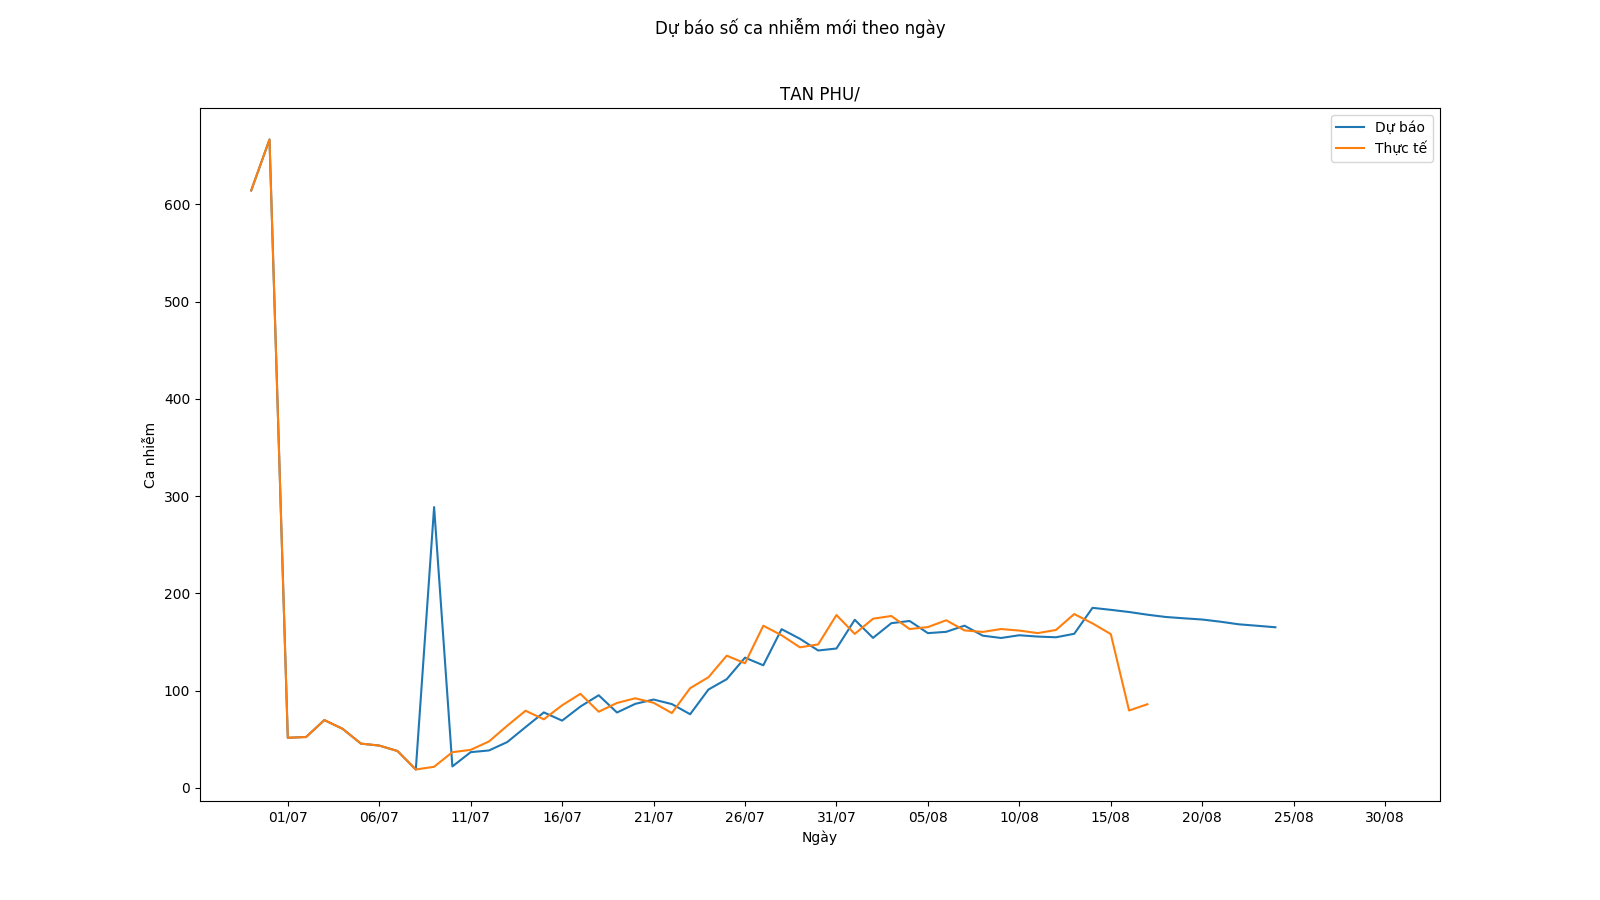 Dự báo số ca nhiễm mới theo ngày
TAN PHU/
Dự báo
Thực tế
600
500
400
300
200
100
0
Ca nhiễm
01/07 06/07 11/07 16/07 21/07 26/07 31/07 05/08 10/08 15/08 20/08 25/08 30/08
Ngày